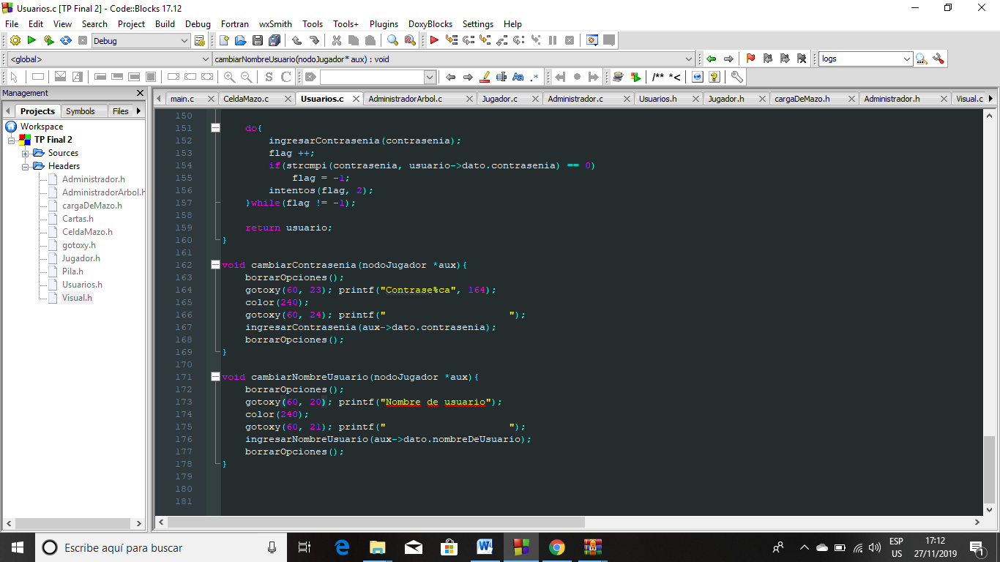 Usuarios.c [TP Final 2] - Code::Blocks 17.12
File Edit View Search Project Build Debug Fortran wxSmith Tools Tools+ Plugins DoxyBlocks Settings Help
Debug
<global> cambiarNombreUsuario(nodoJugador* aux) : void logs
S C Aa .* /** *<
Management
main.c CeldaMazo.c Usuarios.c AdministradorArbol.c Jugador.c Administrador.c Usuarios.h Jugador.h cargaDeMazo.h Administrador.h Visual.c
Projects Symbols Files
Workspace
TP Final 2
Sources
Headers
Administrador.h
AdministradorArbol.h
cargaDeMazo.h
Cartas.h
CeldaMazo.h
gotoxy.h
Jugador.h
Pila.h
Usuarios.h
Visual.h
150
151 do{
152 ingresarContrasenia(contrasenia);
153 flag ++;
154 if(strcmpi(contrasenia, usuario->dato.contrasenia) == 0)
155 flag = -1;
156 intentos(flag, 2);
157 }while(flag != -1);
158
159 return usuario;
160 }
161
162 void cambiarContrasenia(nodoJugador *aux){
163 borrarOpciones();
164 gotoxy(60, 23); printf("Contrase%ca", 164);
165 color(240);
166 gotoxy(60, 24); printf("                     ");
167 ingresarContrasenia(aux->dato.contrasenia);
168 borrarOpciones();
169 }
170
171 void cambiarNombreUsuario(nodoJugador *aux){
172 borrarOpciones();
173 gotoxy(60, 20); printf("Nombre de usuario");
174 color(240);
175 gotoxy(60, 21); printf("                     ");
176 ingresarNombreUsuario(aux->dato.nombreDeUsuario);
177 borrarOpciones();
178 }
179
180
181
Escribe aquí para buscar
ESP
US
17:12
27/11/2019
1